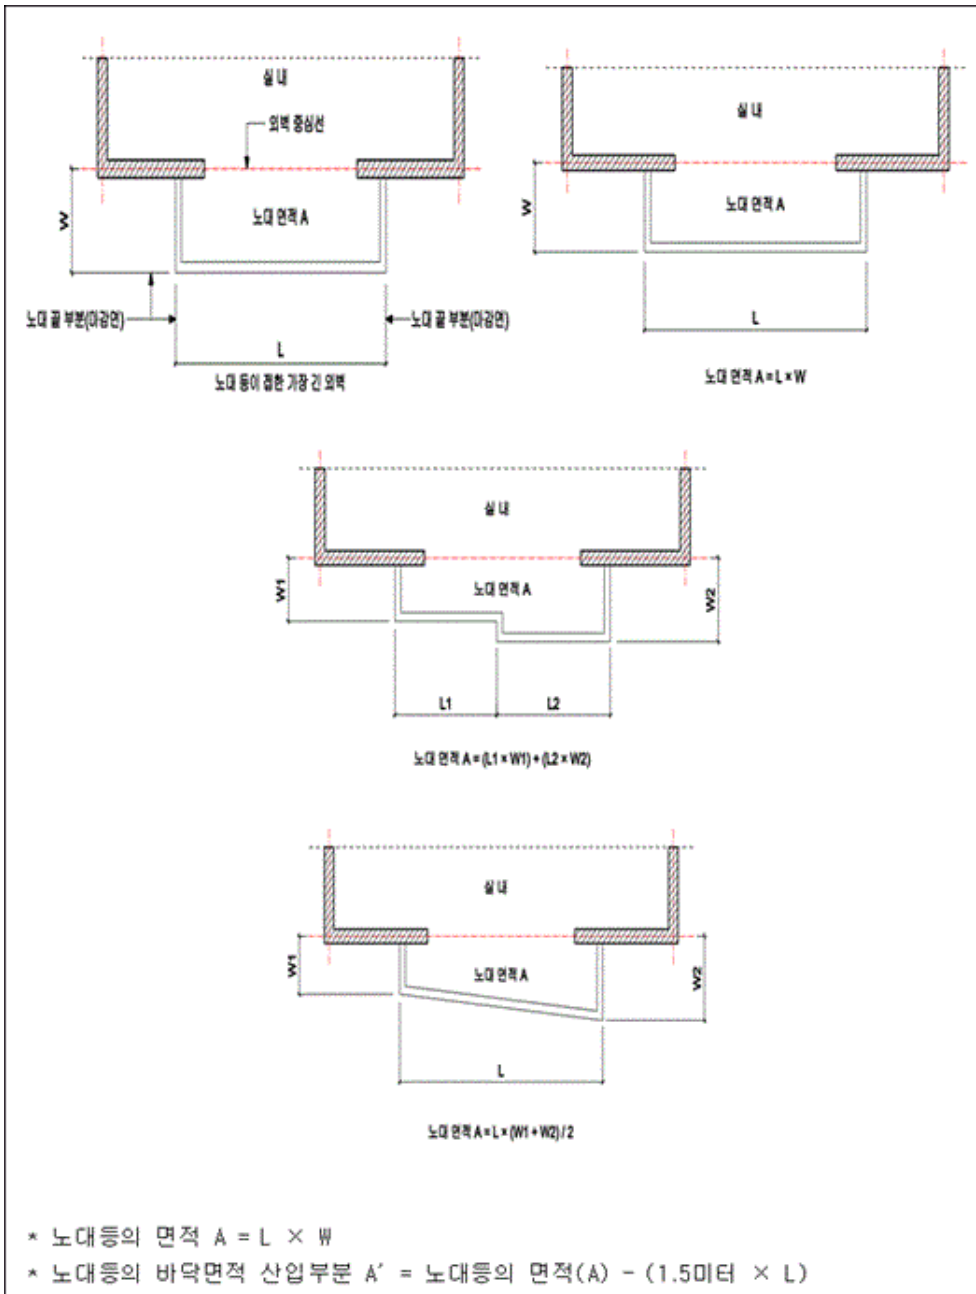 실내
외벽 중심선
W
노대 면적 A
노대 끝 부분(마감면)
노대 끝 부분(마감면)
L
노대 등이 접한 가장 긴 외벽
실내
W
노대 면적 A
L
노대 면적 A = L × W
실내
W1
노대 면적 A
W2
L1
L2
노대 면적 A = (L1 × W1) + (L2 × W2)
실내
W1
노대 면적 A
W2
L
노대 면적 A = L × (W1 + W2) / 2
* 노대등의 면적 A = L × W
* 노대등의 바닥면적 산입부분 A′ = 노대등의 면적(A) - (1.5미터 × L)